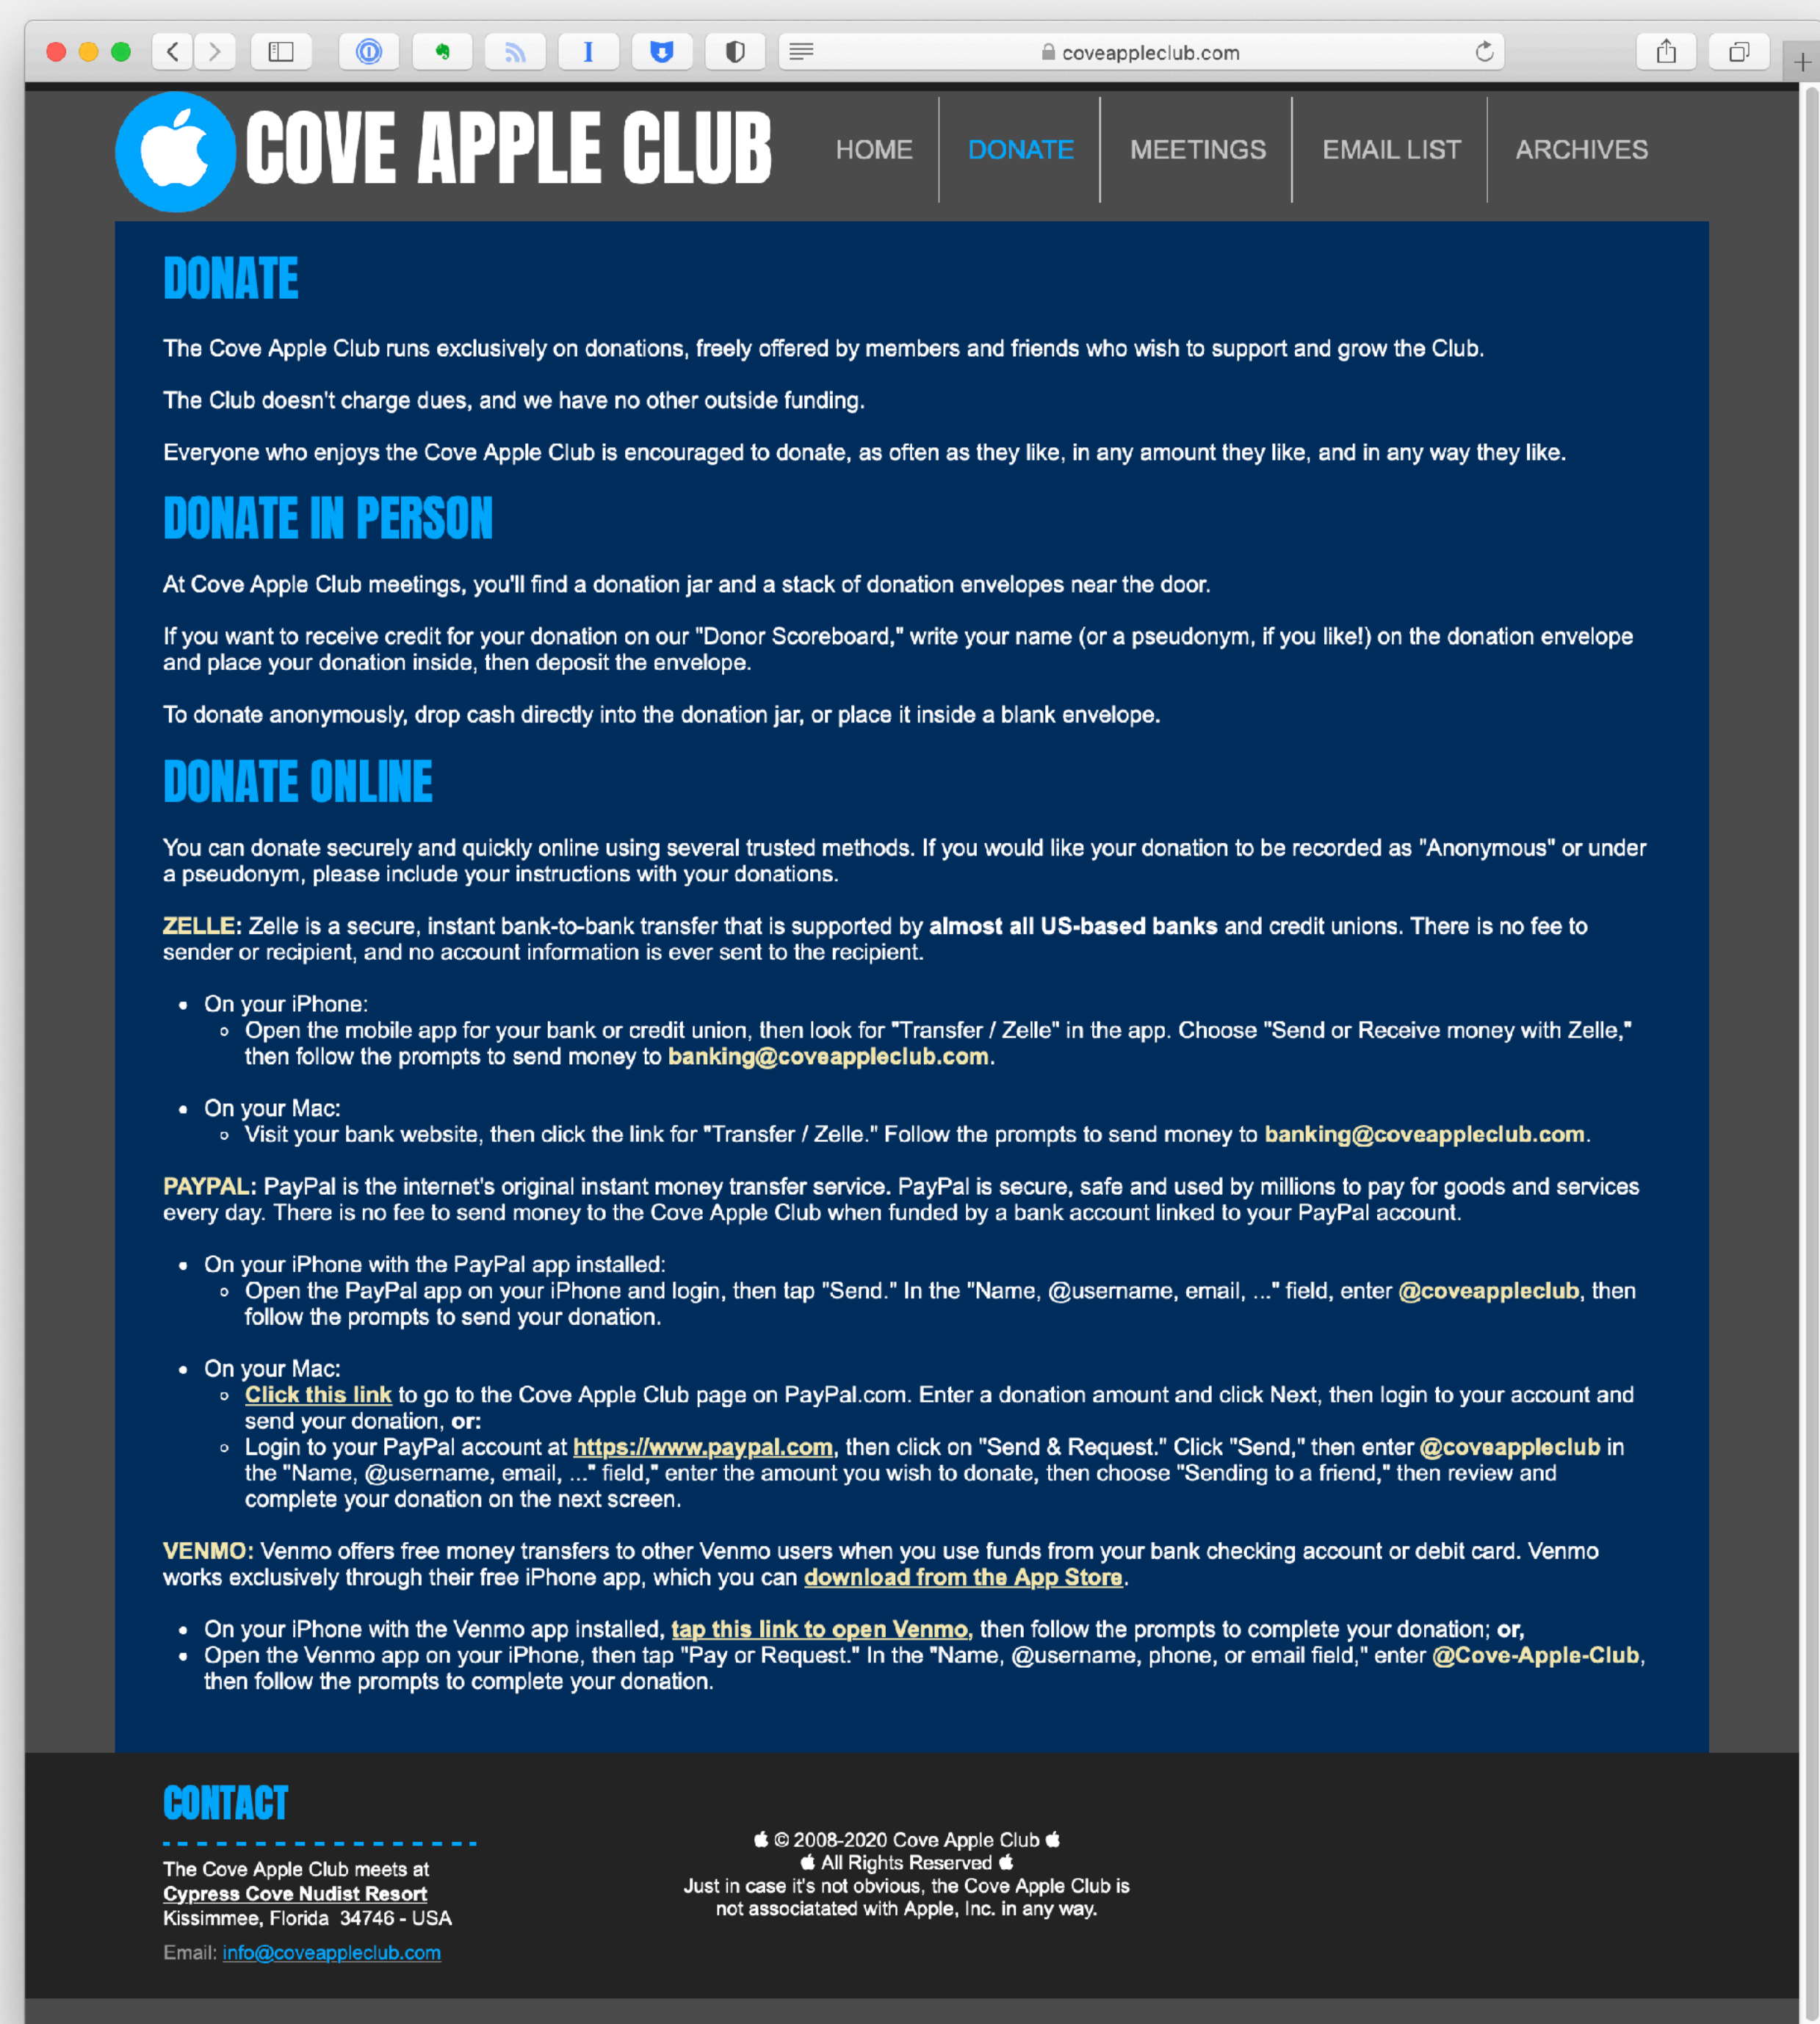 coveappleclub.com
COVE APPLE CLUB
HOME
DONATE
MEETINGS
EMAIL LIST
ARCHIVES
DONATE
The Cove Apple Club runs exclusively on donations, freely offered by members and friends who wish to support and grow the Club.
The Club doesn't charge dues, and we have no other outside funding.
Everyone who enjoys the Cove Apple Club is encouraged to donate, as often as they like, in any amount they like, and in any way they like.
DONATE IN PERSON
At Cove Apple Club meetings, you'll find a donation jar and a stack of donation envelopes near the door.
If you want to receive credit for your donation on our "Donor Scoreboard," write your name (or a pseudonym, if you like!) on the donation envelope
and place your donation inside, then deposit the envelope.
To donate anonymously, drop cash directly into the donation jar, or place it inside a blank envelope.
DONATE ONLINE
You can donate securely and quickly online using several trusted methods. If you would like your donation to be recorded as "Anonymous" or under
a pseudonym, please include your instructions with your donations.
ZELLE: Zelle is a secure, instant bank-to-bank transfer that is supported by almost all US-based banks and credit unions. There is no fee to
sender or recipient, and no account information is ever sent to the recipient.
• On your iPhone:
◦ Open the mobile app for your bank or credit union, then look for "Transfer / Zelle" in the app. Choose "Send or Receive money with Zelle,"
then follow the prompts to send money to banking@coveappleclub.com.
• On your Mac:
◦ Visit your bank website, then click the link for "Transfer / Zelle." Follow the prompts to send money to banking@coveappleclub.com.
PAYPAL: PayPal is the internet's original instant money transfer service. PayPal is secure, safe and used by millions to pay for goods and services
every day. There is no fee to send money to the Cove Apple Club when funded by a bank account linked to your PayPal account.
• On your iPhone with the PayPal app installed:
◦ Open the PayPal app on your iPhone and login, then tap "Send." In the "Name, @username, email, ..." field, enter @coveappleclub, then
follow the prompts to send your donation.
• On your Mac:
◦ Click this link to go to the Cove Apple Club page on PayPal.com. Enter a donation amount and click Next, then login to your account and
send your donation, or:
◦ Login to your PayPal account at https://www.paypal.com, then click on "Send & Request." Click "Send," then enter @coveappleclub in
the "Name, @username, email, ..." field," enter the amount you wish to donate, then choose "Sending to a friend," then review and
complete your donation on the next screen.
VENMO: Venmo offers free money transfers to other Venmo users when you use funds from your bank checking account or debit card. Venmo
works exclusively through their free iPhone app, which you can download from the App Store.
• On your iPhone with the Venmo app installed, tap this link to open Venmo, then follow the prompts to complete your donation; or,
• Open the Venmo app on your iPhone, then tap "Pay or Request." In the "Name, @username, phone, or email field," enter @Cove-Apple-Club,
then follow the prompts to complete your donation.
CONTACT
The Cove Apple Club meets at
Cypress Cove Nudist Resort
Kissimmee, Florida 34746 - USA
Email: info@coveappleclub.com
© 2008-2020 Cove Apple Club
All Rights Reserved
Just in case it's not obvious, the Cove Apple Club is
not associatated with Apple, Inc. in any way.